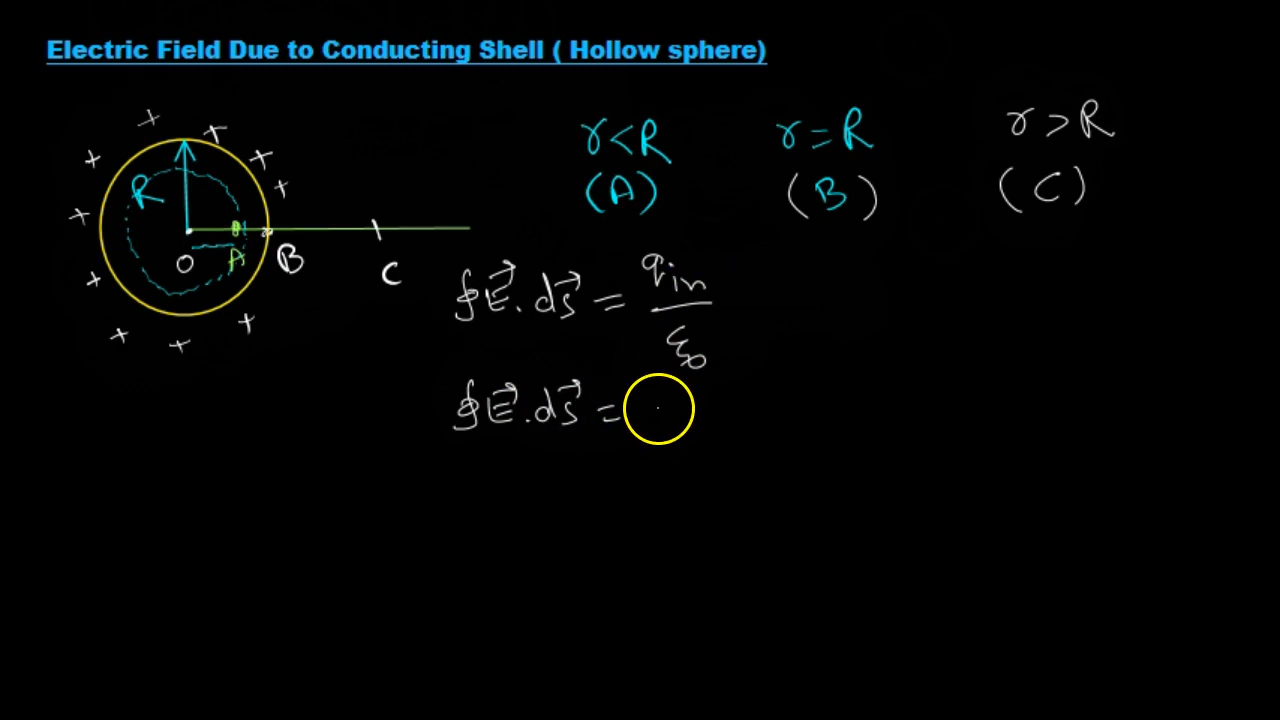 Electric Field Due to Conducting Shell ( Hollow sphere)
r < R
(A)
r = R
(B)
r > R
(C)
+ + + + + + + + + + +
R
O A B C
∮E⃗.ds⃗ = qin/ε0
∮E⃗.ds⃗ =